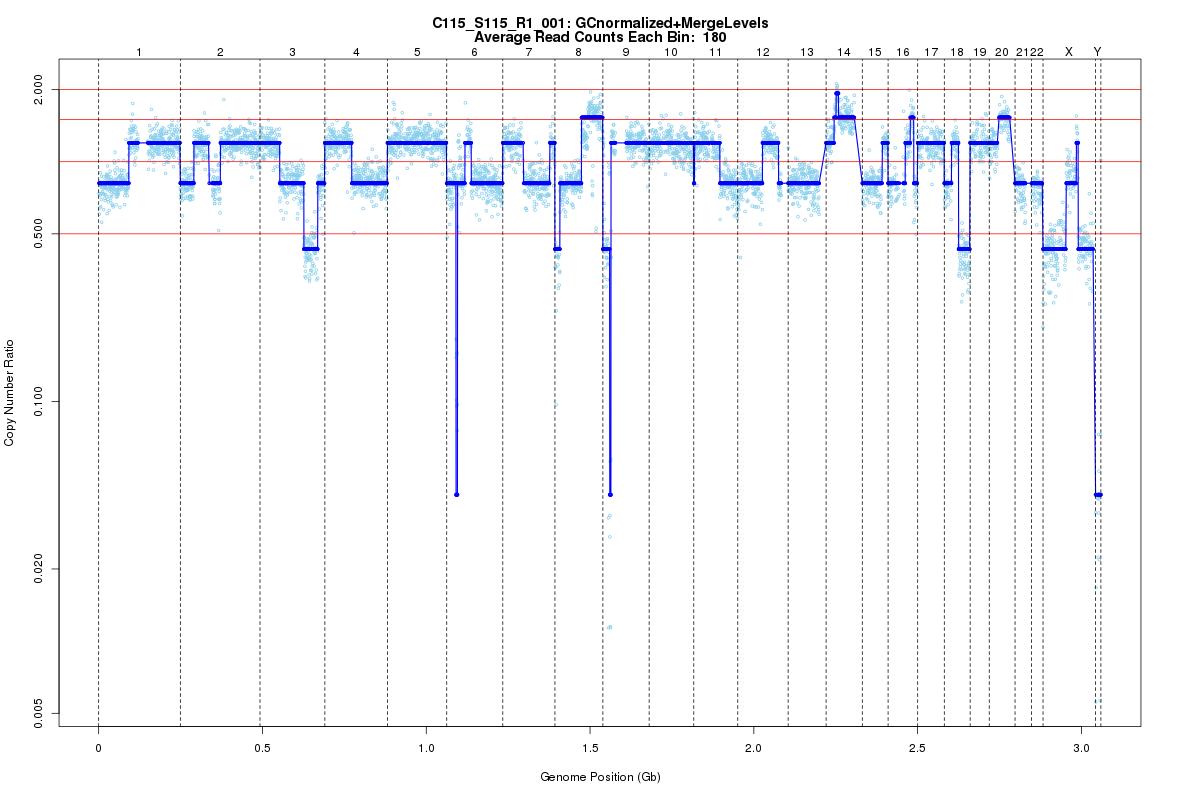 C115_S115_R1_001: GCnormalized+MergeLevels
Average Read Counts Each Bin: 180
1 2 3 4 5 6 7 8 9 10 11 12 13 14 15 16 17 18 19 20 2122 X Y
2.000
0.500
0.100
0.020
0.005
Copy Number Ratio
0 0.5 1.0 1.5 2.0 2.5 3.0
Genome Position (Gb)